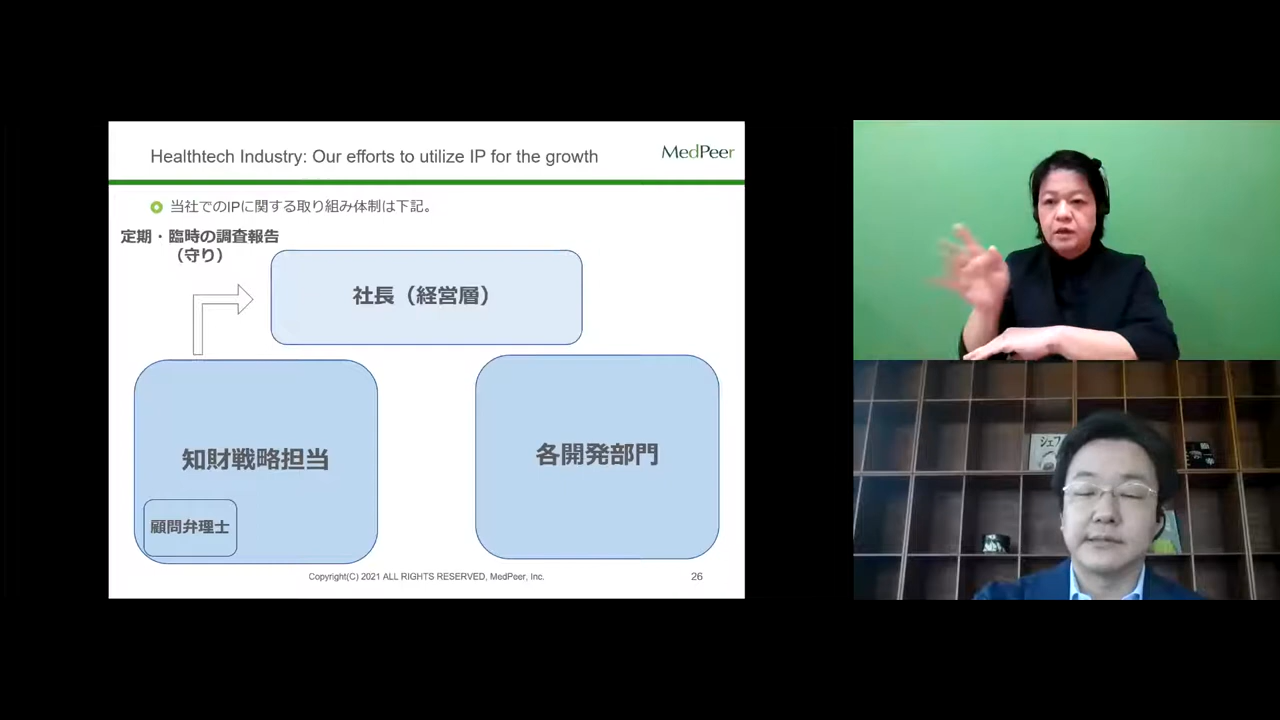 Healthtech Industry: Our efforts to utilize IP for the growth
MedPeer
当社でのIPに関する取り組み体制は下記。
定期・臨時の調査報告
（守り）
社長（経営層）
知財戦略担当
各開発部門
顧問弁理士
Copyright(C) 2021 ALL RIGHTS RESERVED, MedPeer, Inc.
26
シェフ